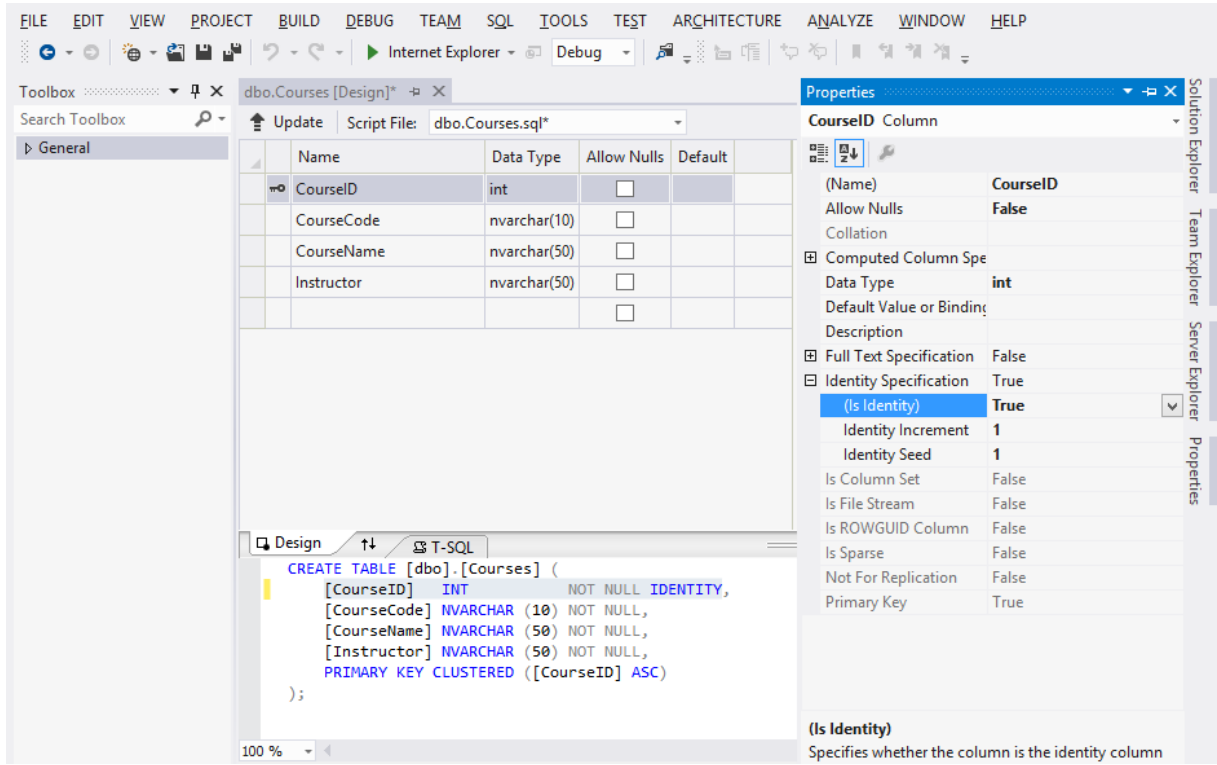 FILE EDIT VIEW PROJECT BUILD DEBUG TEAM SQL TOOLS TEST ARCHITECTURE ANALYZE WINDOW HELP
Internet Explorer Debug
Toolbox
Search Toolbox
General
dbo.Courses [Design]*
Update Script File: dbo.Courses.sql*
Name Data Type Allow Nulls Default
CourseID int
CourseCode nvarchar(10)
CourseName nvarchar(50)
Instructor nvarchar(50)
Design T-SQL
CREATE TABLE [dbo].[Courses] (
[CourseID] INT NOT NULL IDENTITY,
[CourseCode] NVARCHAR (10) NOT NULL,
[CourseName] NVARCHAR (50) NOT NULL,
[Instructor] NVARCHAR (50) NOT NULL,
PRIMARY KEY CLUSTERED ([CourseID] ASC)
);
100 %
Properties
CourseID Column
(Name) CourseID
Allow Nulls False
Collation
Computed Column Spe
Data Type int
Default Value or Binding
Description
Full Text Specification False
Identity Specification True
(Is Identity) True
Identity Increment 1
Identity Seed 1
Is Column Set False
Is File Stream False
Is ROWGUID Column False
Is Sparse False
Not For Replication False
Primary Key True
(Is Identity)
Specifies whether the column is the identity column
Solution Explorer
Team Explorer
Server Explorer
Properties